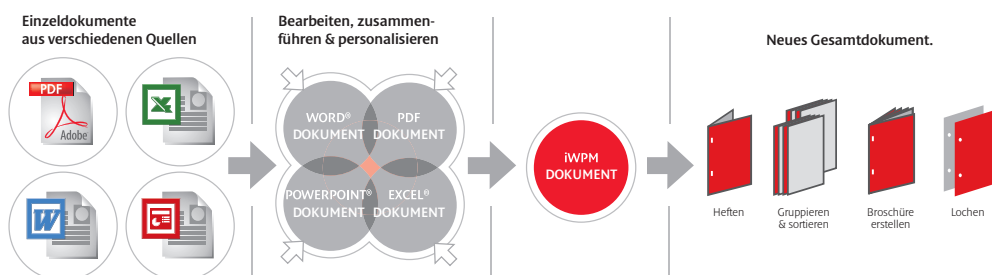 Einzeldokumente
aus verschiedenen Quellen
PDF
Adobe
X
W
Bearbeiten, zusammen-
führen & personalisieren
WORD®
DOKUMENT
PDF
DOKUMENT
POWERPOINT®
DOKUMENT
EXCEL®
DOKUMENT
iWPM
DOKUMENT
Neues Gesamtdokument.
Heften
Gruppieren
& sortieren
Broschüre
erstellen
Lochen